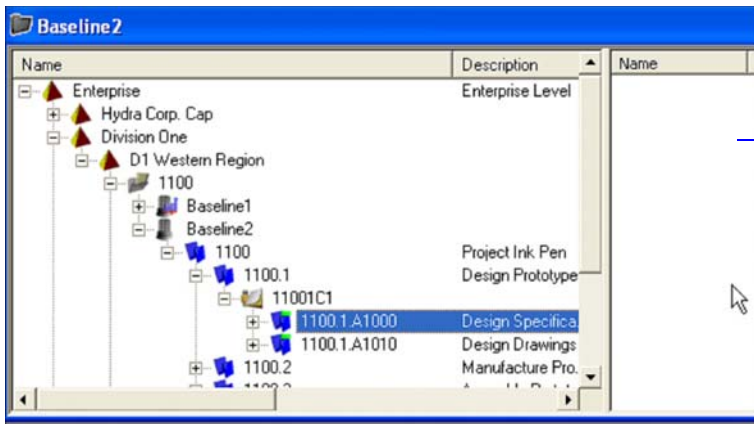 Baseline2
Name Description Name
Enterprise Enterprise Level
Hydra Corp. Cap
Division One
D1 Western Region
1100
Baseline1
Baseline2
1100 Project Ink Pen
1100.1 Design Prototype
11001C1
1100.1.A1000 Design Specifica.
1100.1.A1010 Design Drawings
1100.2 Manufacture Pro.